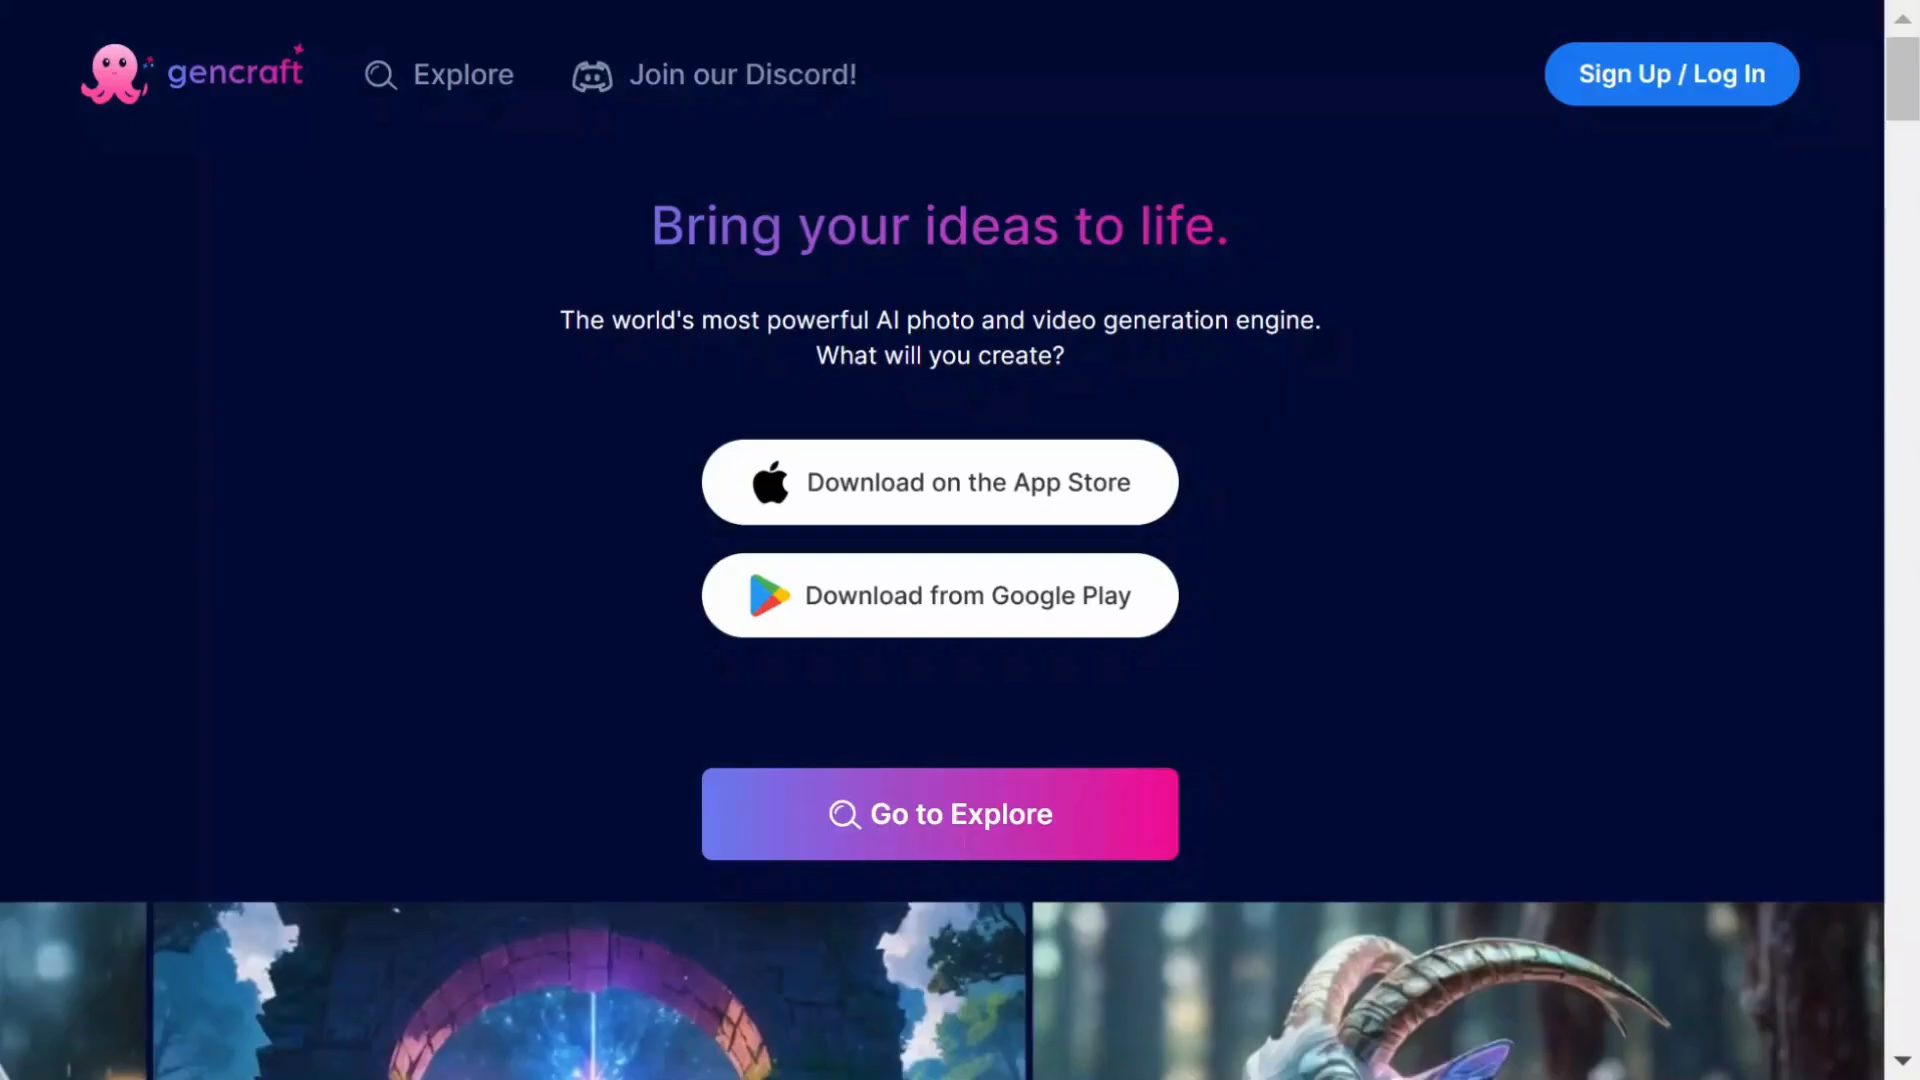 gencraft
Explore
Join our Discord!
Sign Up / Log In
Bring your ideas to life.
The world's most powerful AI photo and video generation engine.
What will you create?
Download on the App Store
Download from Google Play
Go to Explore